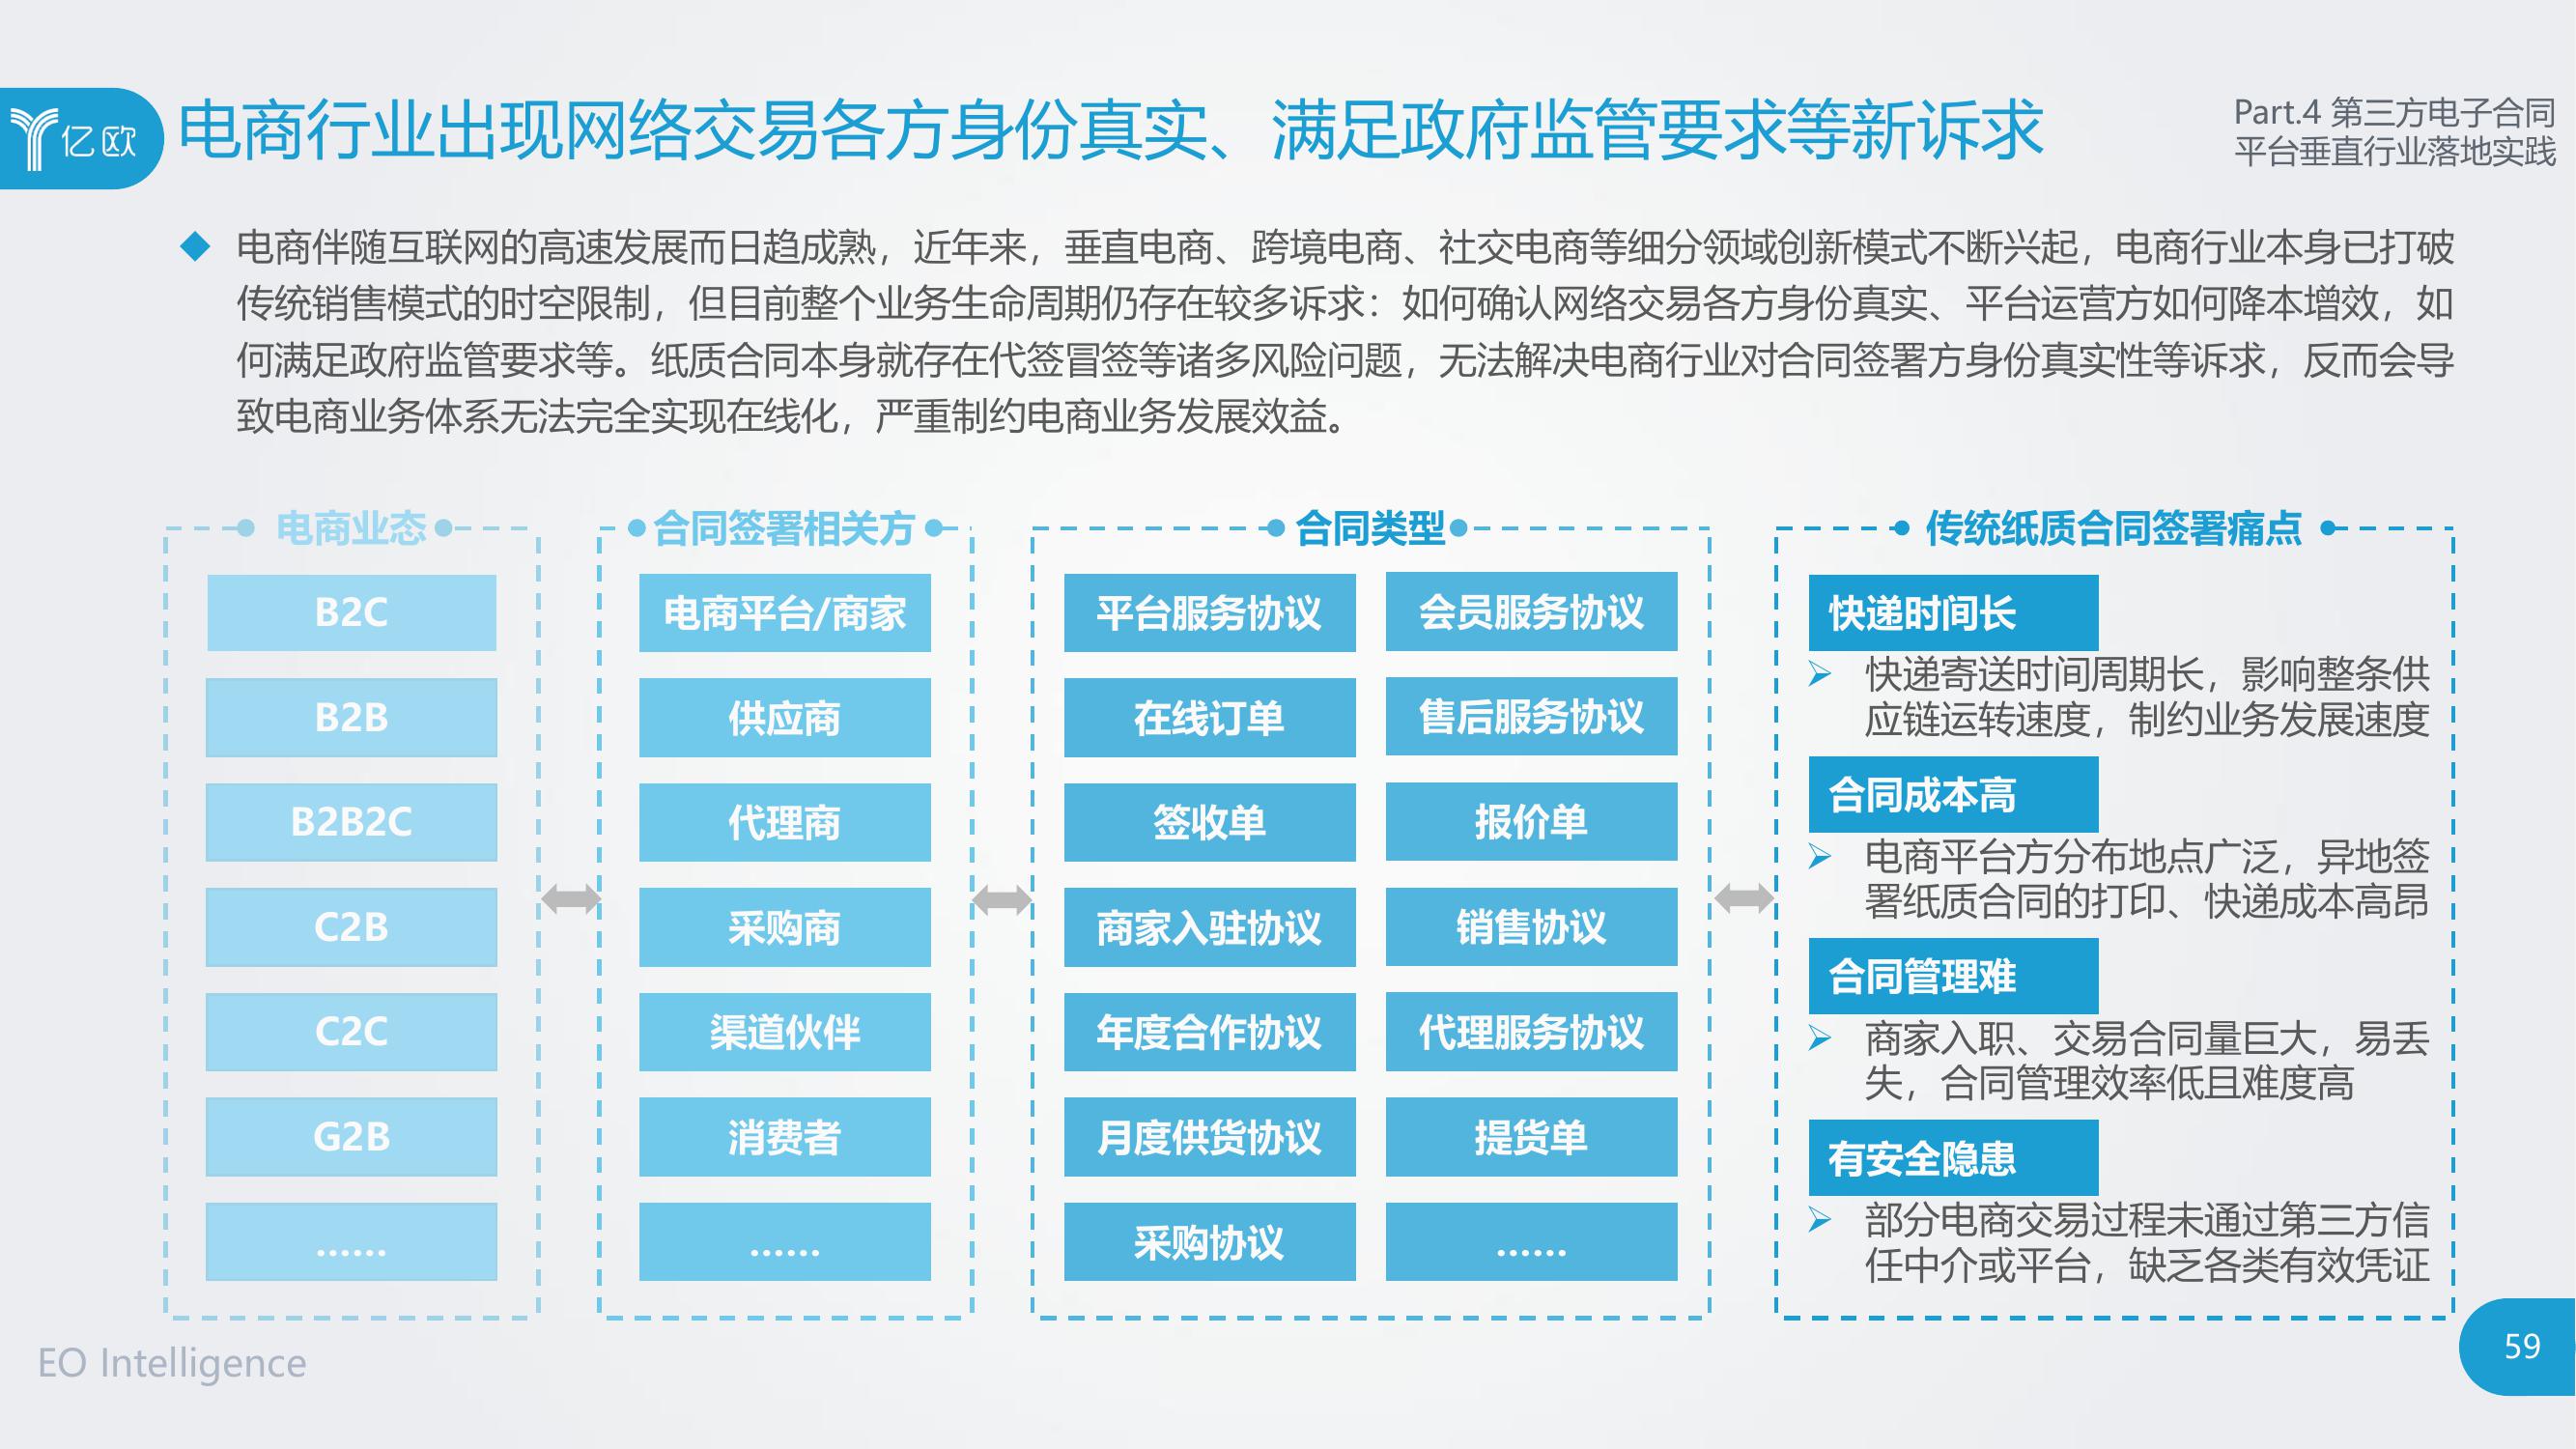 亿欧
电商行业出现网络交易各方身份真实、满足政府监管要求等新诉求
Part.4 第三方电子合同
平台垂直行业落地实践
电商伴随互联网的高速发展而日趋成熟，近年来，垂直电商、跨境电商、社交电商等细分领域创新模式不断兴起，电商行业本身已打破
传统销售模式的时空限制，但目前整个业务生命周期仍存在较多诉求：如何确认网络交易各方身份真实、平台运营方如何降本增效，如
何满足政府监管要求等。纸质合同本身就存在代签冒签等诸多风险问题，无法解决电商行业对合同签署方身份真实性等诉求，反而会导
致电商业务体系无法完全实现在线化，严重制约电商业务发展效益。
电商业态
B2C
B2B
B2B2C
C2B
C2C
G2B
……
合同签署相关方
电商平台/商家
供应商
代理商
采购商
渠道伙伴
消费者
……
合同类型
平台服务协议
会员服务协议
在线订单
售后服务协议
签收单
报价单
商家入驻协议
销售协议
年度合作协议
代理服务协议
月度供货协议
提货单
采购协议
……
传统纸质合同签署痛点
快递时间长
快递寄送时间周期长，影响整条供
应链运转速度，制约业务发展速度
合同成本高
电商平台方分布地点广泛，异地签
署纸质合同的打印、快递成本高昂
合同管理难
商家入职、交易合同量巨大，易丢
失，合同管理效率低且难度高
有安全隐患
部分电商交易过程未通过第三方信
任中介或平台，缺乏各类有效凭证
EO Intelligence
59